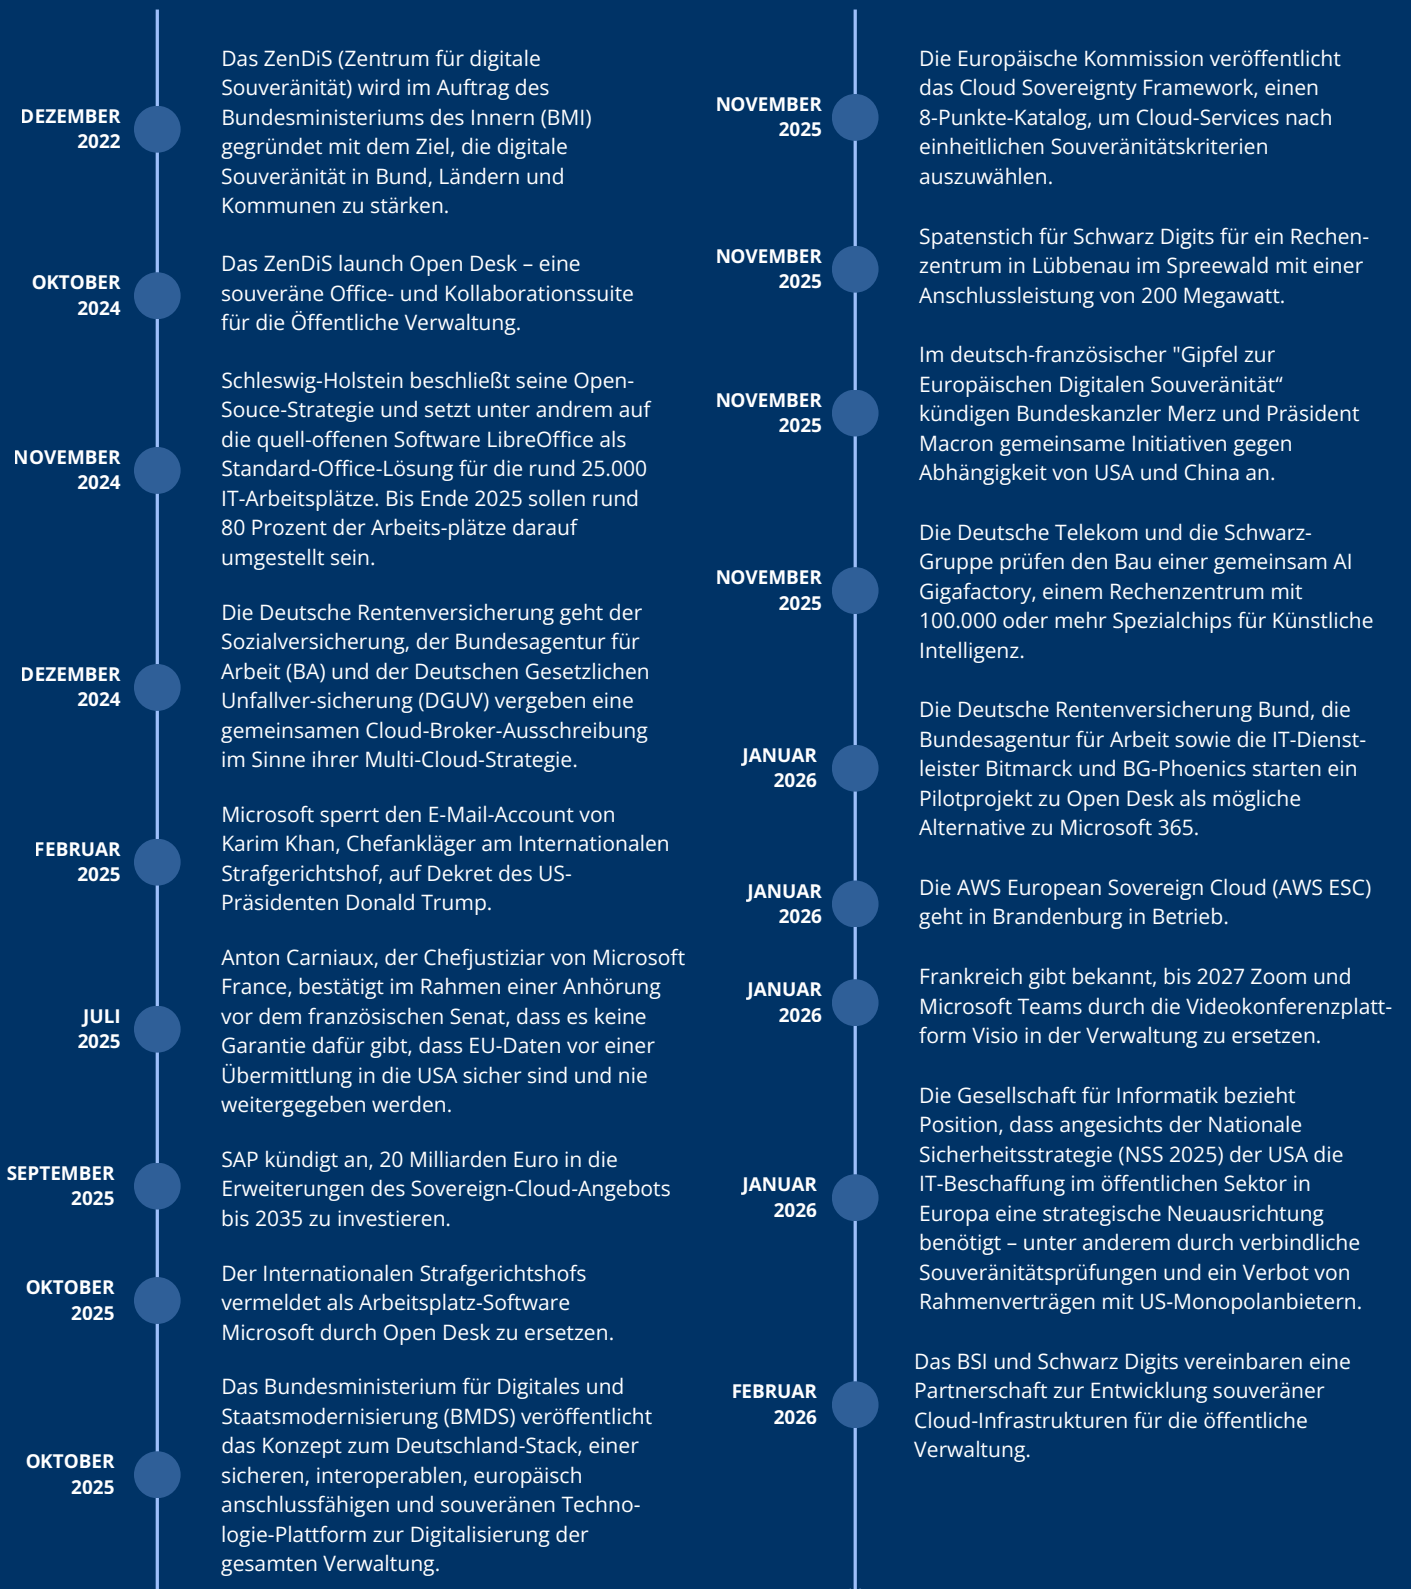 DEZEMBER
2022
Das ZenDiS (Zentrum für digitale
Souveränität) wird im Auftrag des
Bundesministeriums des Innern (BMI)
gegründet mit dem Ziel, die digitale
Souveränität in Bund, Ländern und
Kommunen zu stärken.
OKTOBER
2024
Das ZenDiS launch Open Desk – eine
souveräne Office- und Kollaborationssuite
für die Öffentliche Verwaltung.
NOVEMBER
2024
Schleswig-Holstein beschließt seine Open-
Souce-Strategie und setzt unter andrem auf
die quell-offenen Software LibreOffice als
Standard-Office-Lösung für die rund 25.000
IT-Arbeitsplätze. Bis Ende 2025 sollen rund
80 Prozent der Arbeits-plätze darauf
umgestellt sein.
DEZEMBER
2024
Die Deutsche Rentenversicherung geht der
Sozialversicherung, der Bundesagentur für
Arbeit (BA) und der Deutschen Gesetzlichen
Unfallver-sicherung (DGUV) vergeben eine
gemeinsamen Cloud-Broker-Ausschreibung
im Sinne ihrer Multi-Cloud-Strategie.
FEBRUAR
2025
Microsoft sperrt den E-Mail-Account von
Karim Khan, Chefankläger am Internationalen
Strafgerichtshof, auf Dekret des US-
Präsidenten Donald Trump.
JULI
2025
Anton Carniaux, der Chefjustiziar von Microsoft
France, bestätigt im Rahmen einer Anhörung
vor dem französischen Senat, dass es keine
Garantie dafür gibt, dass EU-Daten vor einer
Übermittlung in die USA sicher sind und nie
weitergegeben werden.
SEPTEMBER
2025
SAP kündigt an, 20 Milliarden Euro in die
Erweiterungen des Sovereign-Cloud-Angebots
bis 2035 zu investieren.
OKTOBER
2025
Der Internationalen Strafgerichtshofs
vermeldet als Arbeitsplatz-Software
Microsoft durch Open Desk zu ersetzen.
OKTOBER
2025
Das Bundesministerium für Digitales und
Staatsmodernisierung (BMDS) veröffentlicht
das Konzept zum Deutschland-Stack, einer
sicheren, interoperablen, europäisch
anschlussfähigen und souveränen Techno-
logie-Plattform zur Digitalisierung der
gesamten Verwaltung.
NOVEMBER
2025
Die Europäische Kommission veröffentlicht
das Cloud Sovereignty Framework, einen
8-Punkte-Katalog, um Cloud-Services nach
einheitlichen Souveränitätskriterien
auszuwählen.
NOVEMBER
2025
Spatenstich für Schwarz Digits für ein Rechen-
zentrum in Lübbenau im Spreewald mit einer
Anschlussleistung von 200 Megawatt.
NOVEMBER
2025
Im deutsch-französischer "Gipfel zur
Europäischen Digitalen Souveränität“
kündigen Bundeskanzler Merz und Präsident
Macron gemeinsame Initiativen gegen
Abhängigkeit von USA und China an.
NOVEMBER
2025
Die Deutsche Telekom und die Schwarz-
Gruppe prüfen den Bau einer gemeinsam AI
Gigafactory, einem Rechenzentrum mit
100.000 oder mehr Spezialchips für Künstliche
Intelligenz.
JANUAR
2026
Die Deutsche Rentenversicherung Bund, die
Bundesagentur für Arbeit sowie die IT-Dienst-
leister Bitmarck und BG-Phoenics starten ein
Pilotprojekt zu Open Desk als mögliche
Alternative zu Microsoft 365.
JANUAR
2026
Die AWS European Sovereign Cloud (AWS ESC)
geht in Brandenburg in Betrieb.
JANUAR
2026
Frankreich gibt bekannt, bis 2027 Zoom und
Microsoft Teams durch die Videokonferenzplatt-
form Visio in der Verwaltung zu ersetzen.
JANUAR
2026
Die Gesellschaft für Informatik bezieht
Position, dass angesichts der Nationale
Sicherheitsstrategie (NSS 2025) der USA die
IT-Beschaffung im öffentlichen Sektor in
Europa eine strategische Neuausrichtung
benötigt – unter anderem durch verbindliche
Souveränitätsprüfungen und ein Verbot von
Rahmenverträgen mit US-Monopolanbietern.
FEBRUAR
2026
Das BSI und Schwarz Digits vereinbaren eine
Partnerschaft zur Entwicklung souveräner
Cloud-Infrastrukturen für die öffentliche
Verwaltung.